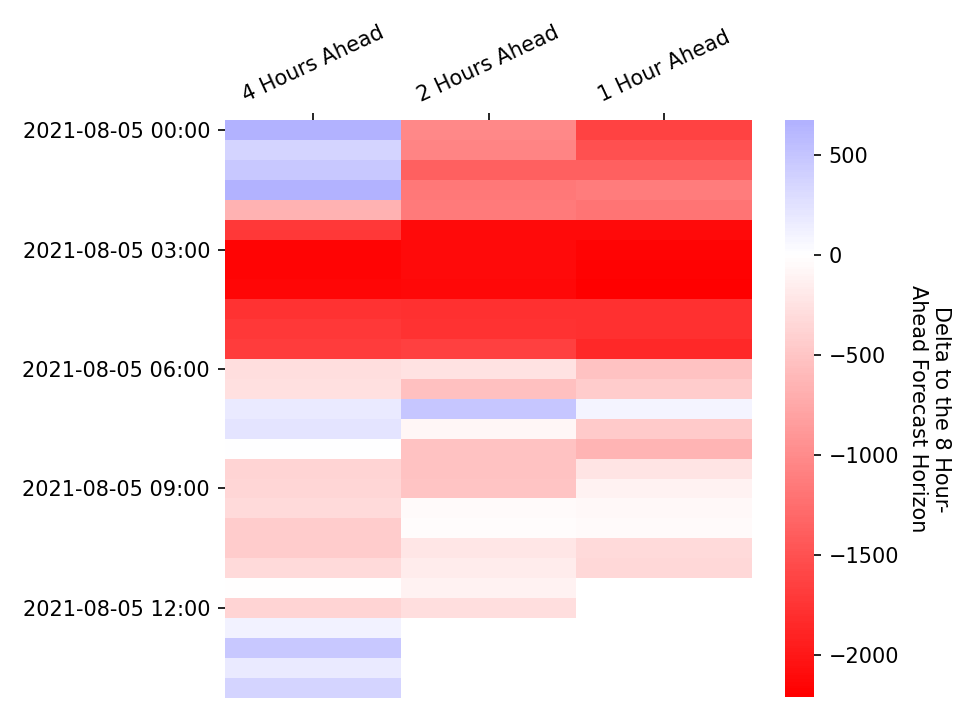 4 Hours Ahead
2 Hours Ahead
1 Hour Ahead
2021-08-05 00:00
2021-08-05 03:00
2021-08-05 06:00
2021-08-05 09:00
2021-08-05 12:00
500
0
−500
−1000
−1500
−2000
Delta to the 8 Hour-
Ahead Forecast Horizon